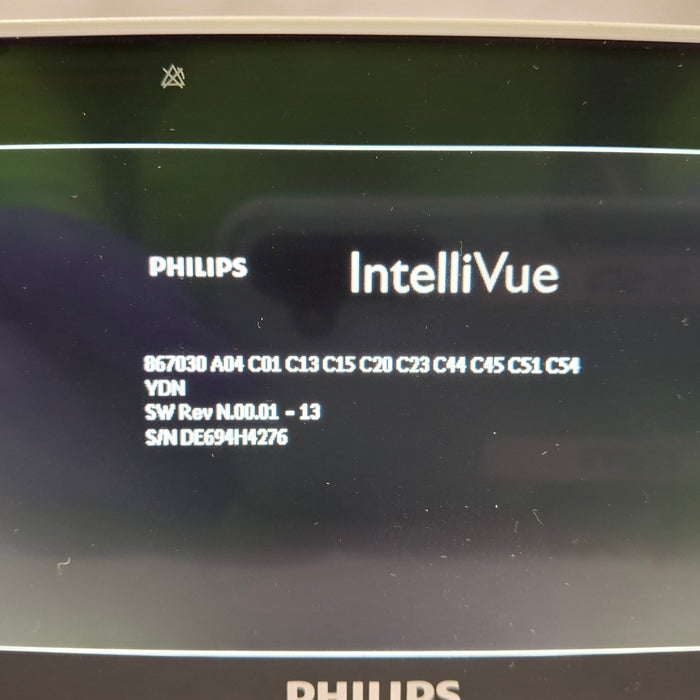 PHILIPS IntelliVue
867030 A04 C01 C13 C15 C20 C23 C44 C45 C51 C54
YDN
SW Rev N.00.01 - 13
S/N DE694H4276
PHILIPS